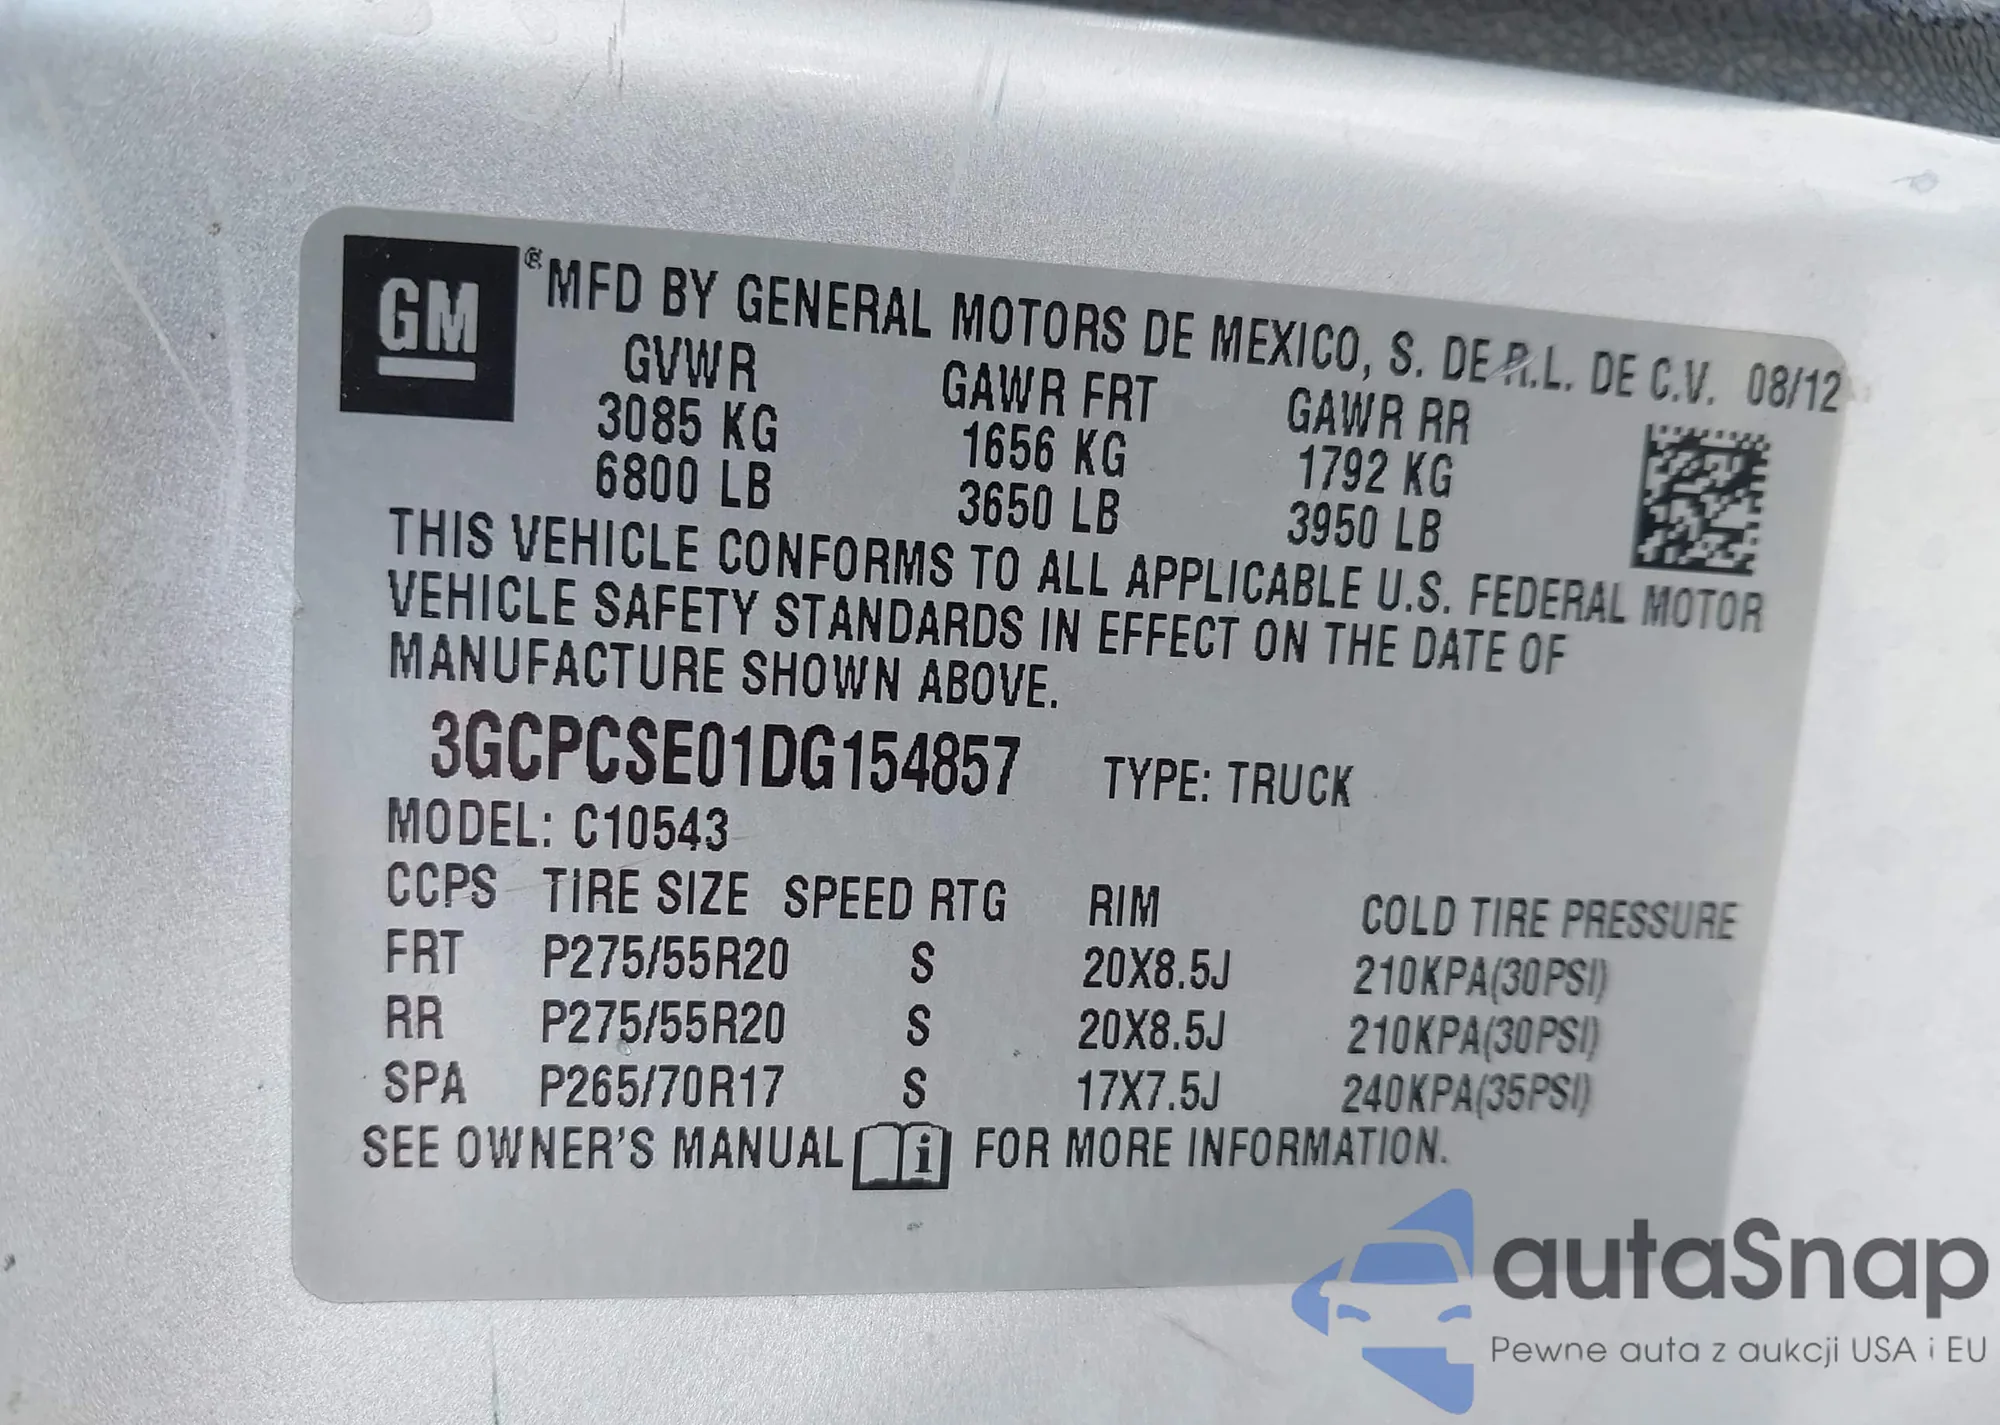 GM ® MFD BY GENERAL MOTORS DE MEXICO, S. DE R.L. DE C.V. 08/12
GVWR GAWR FRT GAWR RR
3085 KG 1656 KG 1792 KG
6800 LB 3650 LB 3950 LB
THIS VEHICLE CONFORMS TO ALL APPLICABLE U.S. FEDERAL MOTOR
VEHICLE SAFETY STANDARDS IN EFFECT ON THE DATE OF
MANUFACTURE SHOWN ABOVE.
3GCPCSE01DG154857 TYPE: TRUCK
MODEL: C10543
CCPS TIRE SIZE SPEED RTG RIM COLD TIRE PRESSURE
FRT P275/55R20 S 20X8.5J 210KPA(30PSI)
RR P275/55R20 S 20X8.5J 210KPA(30PSI)
SPA P265/70R17 S 17X7.5J 240KPA(35PSI)
SEE OWNER'S MANUAL i FOR MORE INFORMATION.
autaSnap
Pewne auta z aukcji USA i EU